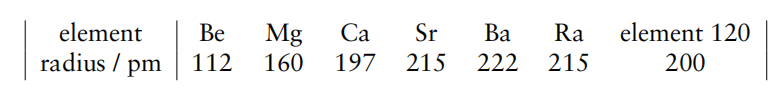 element Be Mg Ca Sr Ba Ra element 120
radius / pm 112 160 197 215 222 215 200